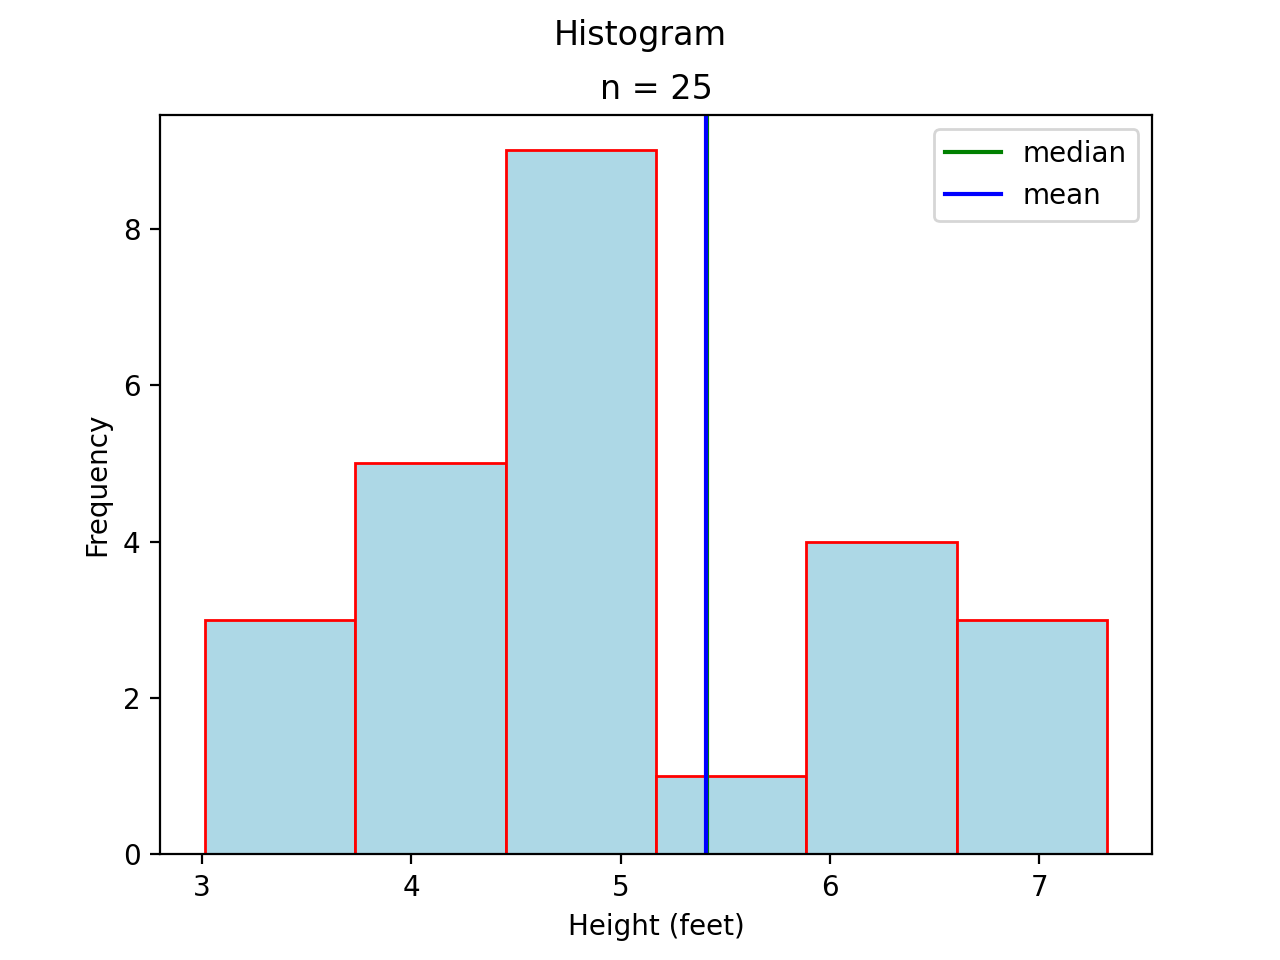 Histogram
n = 25
median
mean
8
6
4
2
0
Frequency
3 4 5 6 7
Height (feet)